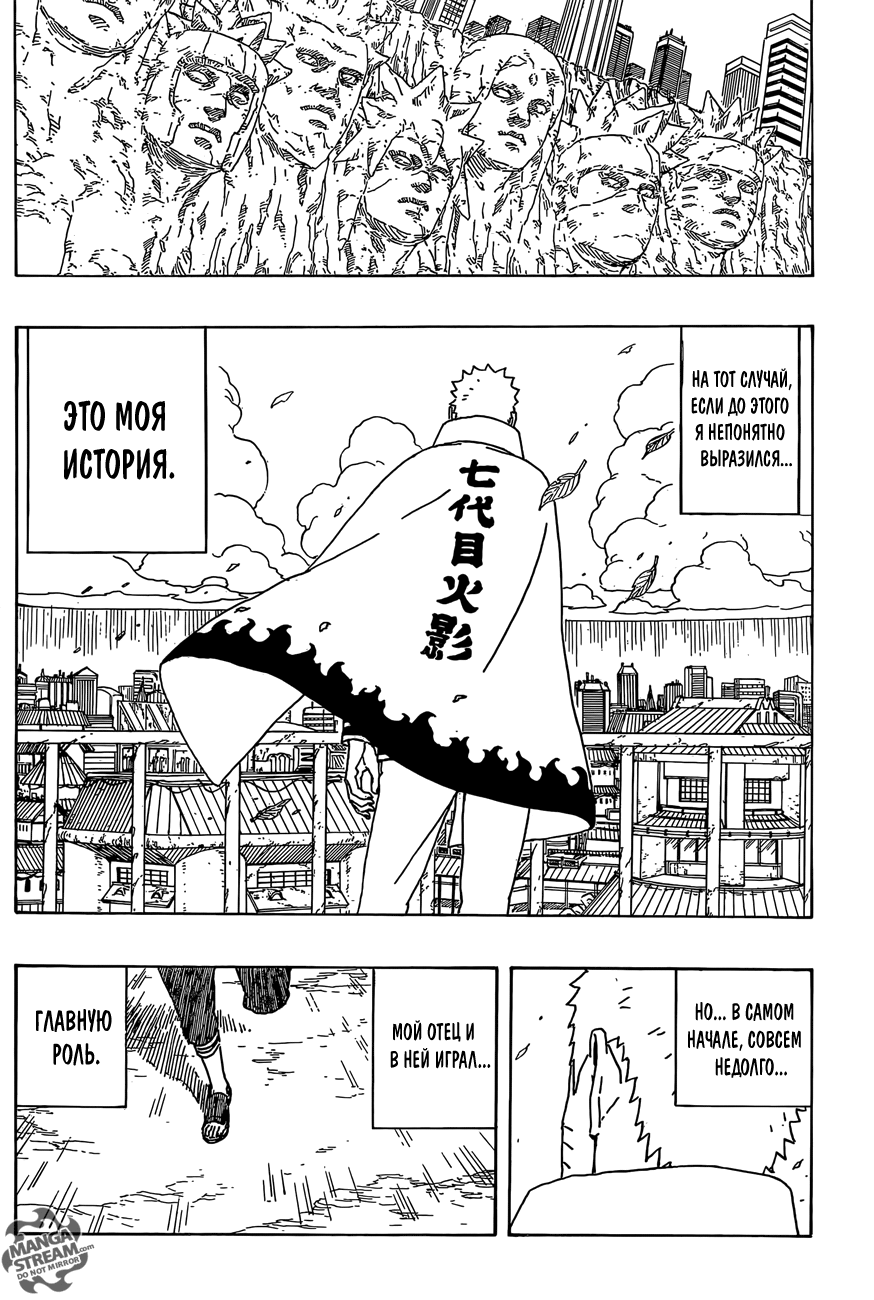 НА ТОТ СЛУЧАЙ,
ЕСЛИ ДО ЭТОГО
Я НЕПОНЯТНО
ВЫРАЗИЛСЯ...
ЭТО МОЯ
ИСТОРИЯ.
七代目火影
НО... В САМОМ
НАЧАЛЕ, СОВСЕМ
НЕДОЛГО...
МОЙ ОТЕЦ И
В НЕЙ ИГРАЛ...
ГЛАВНУЮ
РОЛЬ.
MANGA
STREAM.com
DO NOT MIRROR